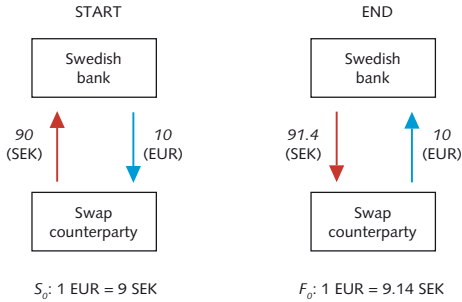 START
END
Swedish
bank
Swedish
bank
90
(SEK)
10
(EUR)
91.4
(SEK)
10
(EUR)
Swap
counterparty
Swap
counterparty
S₀: 1 EUR = 9 SEK
F₀: 1 EUR = 9.14 SEK